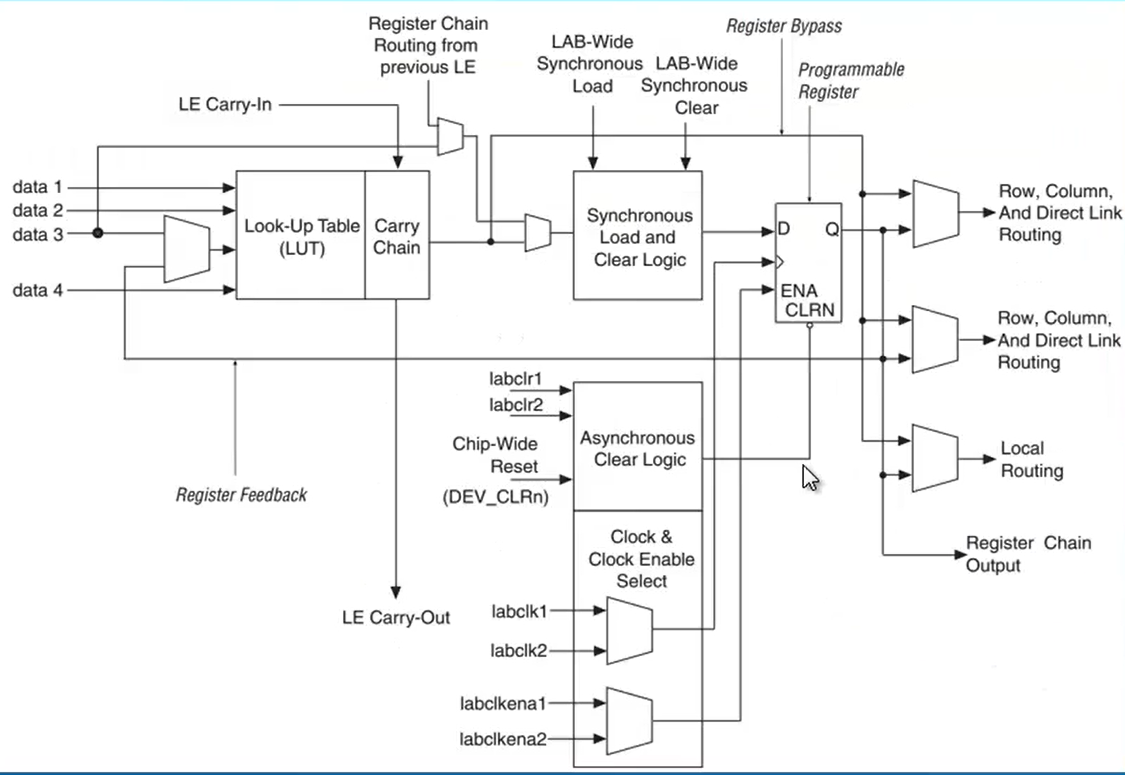 Register Chain
Routing from
previous LE
LE Carry-In
LAB-Wide
Synchronous
Load
LAB-Wide
Synchronous
Clear
Register Bypass
Programmable
Register
data 1
data 2
data 3
data 4
Look-Up Table
(LUT)
Carry
Chain
Synchronous
Load and
Clear Logic
D
Q
ENA
CLRN
Row, Column,
And Direct Link
Routing
Row, Column,
And Direct Link
Routing
Local
Routing
Register Chain
Output
Register Feedback
labclr1
labclr2
Chip-Wide
Reset
(DEV_CLRn)
Asynchronous
Clear Logic
Clock &
Clock Enable
Select
labclk1
labclk2
labclkena1
labclkena2
LE Carry-Out